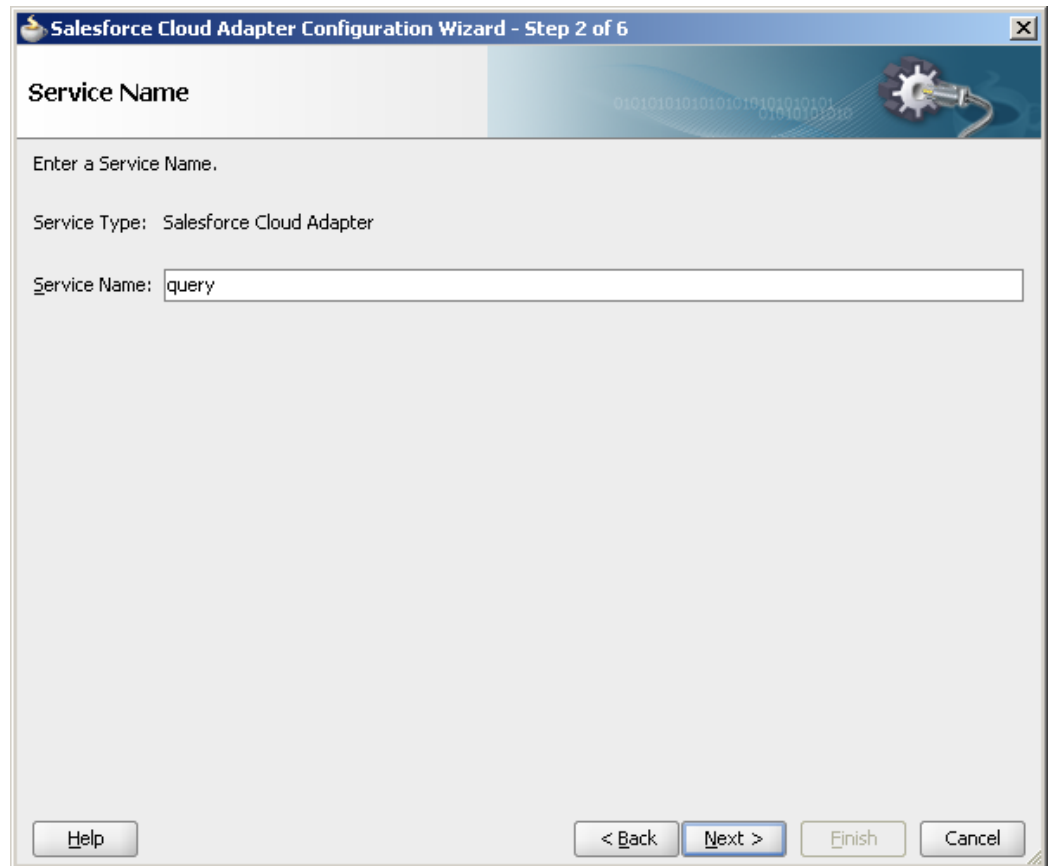 Salesforce Cloud Adapter Configuration Wizard - Step 2 of 6
Service Name
Enter a Service Name.
Service Type: Salesforce Cloud Adapter
Service Name: query
Help < Back Next > Finish Cancel